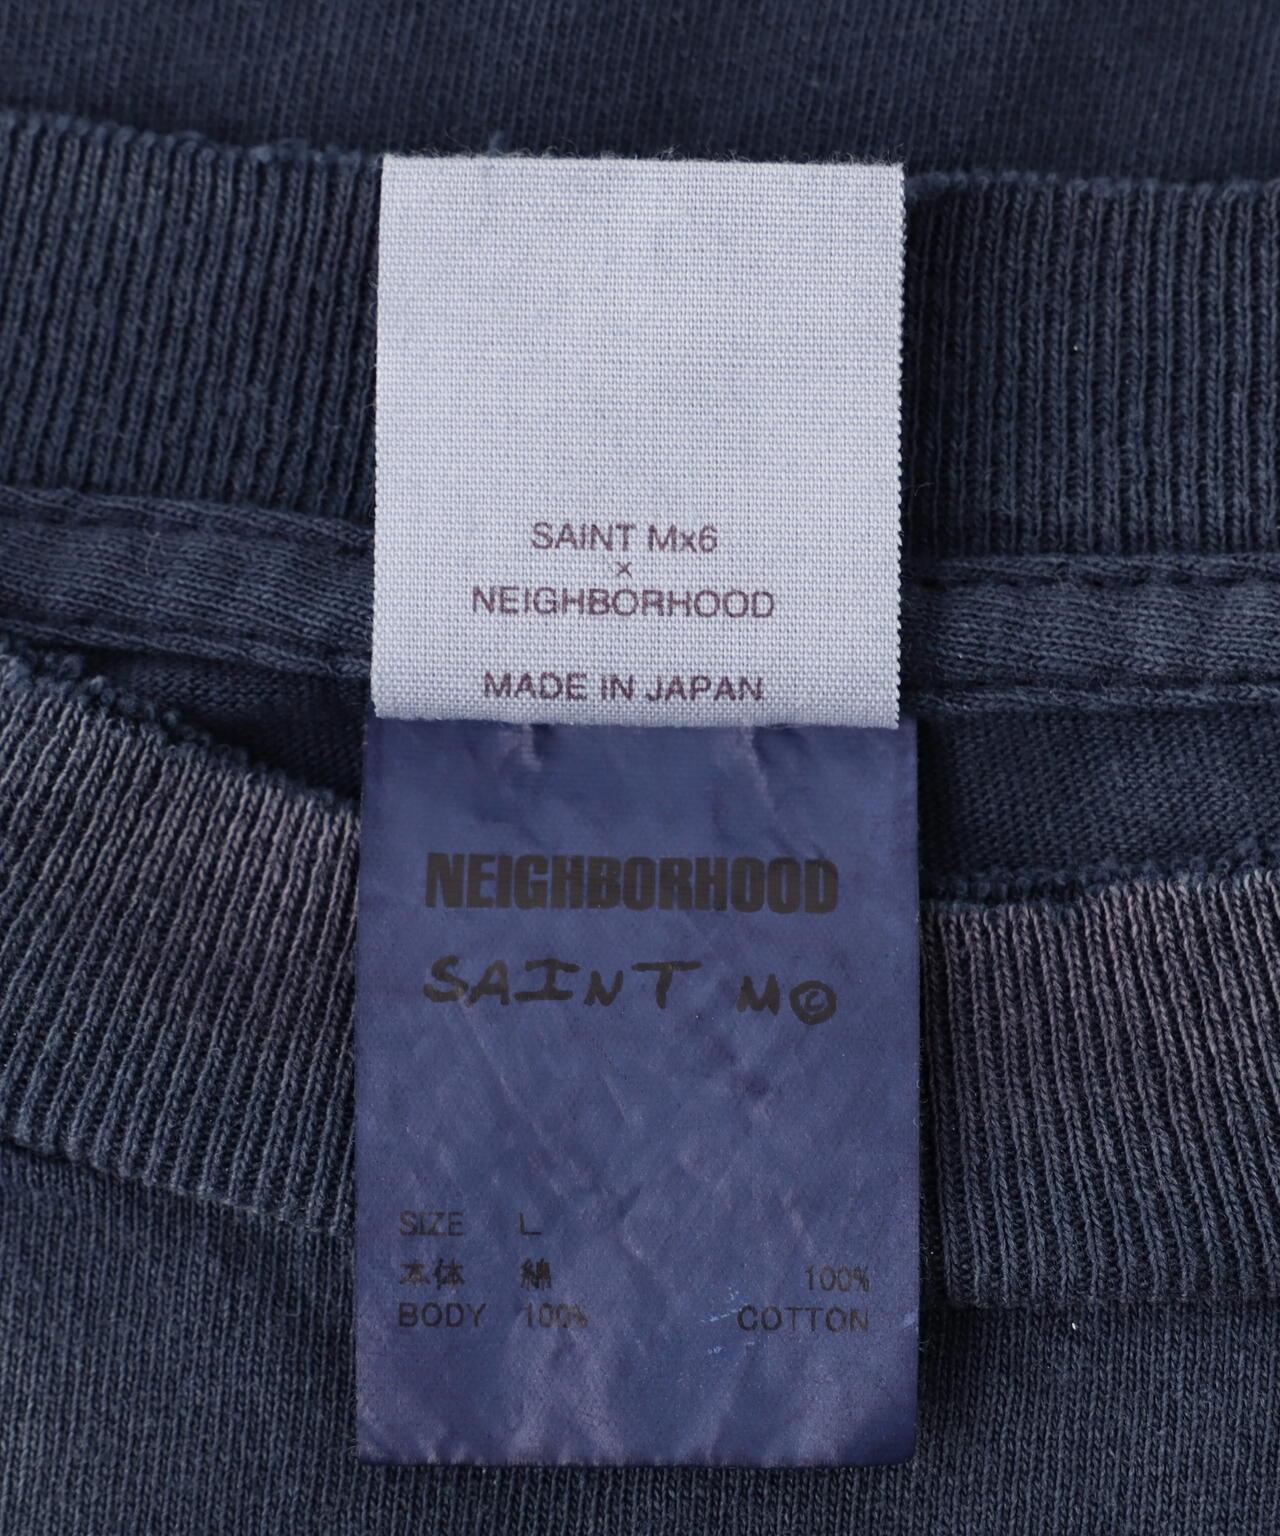 SAINT Mx6
×
NEIGHBORHOOD
MADE IN JAPAN
NEIGHBORHOOD
SAINT M©
SIZE L
本体 綿 100%
BODY 100% COTTON